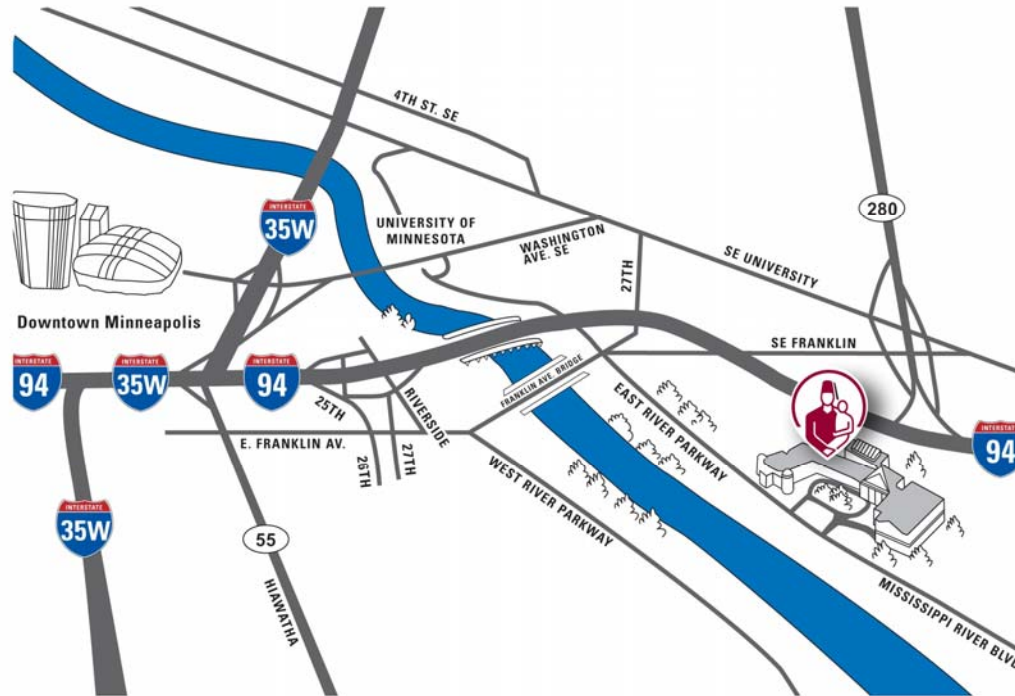 4TH ST. SE
INTERSTATE
35W
UNIVERSITY OF
MINNESOTA
WASHINGTON
AVE. SE
280
27TH
SE UNIVERSITY
Downtown Minneapolis
INTERSTATE
94
INTERSTATE
35W
INTERSTATE
94
SE FRANKLIN
FRANKLIN AVE. BRIDGE
25TH
RIVERSIDE
EAST RIVER PARKWAY
E. FRANKLIN AV.
26TH
27TH
WEST RIVER PARKWAY
INTERSTATE
94
INTERSTATE
35W
55
HIAWATHA
MISSISSIPPI RIVER BLVD